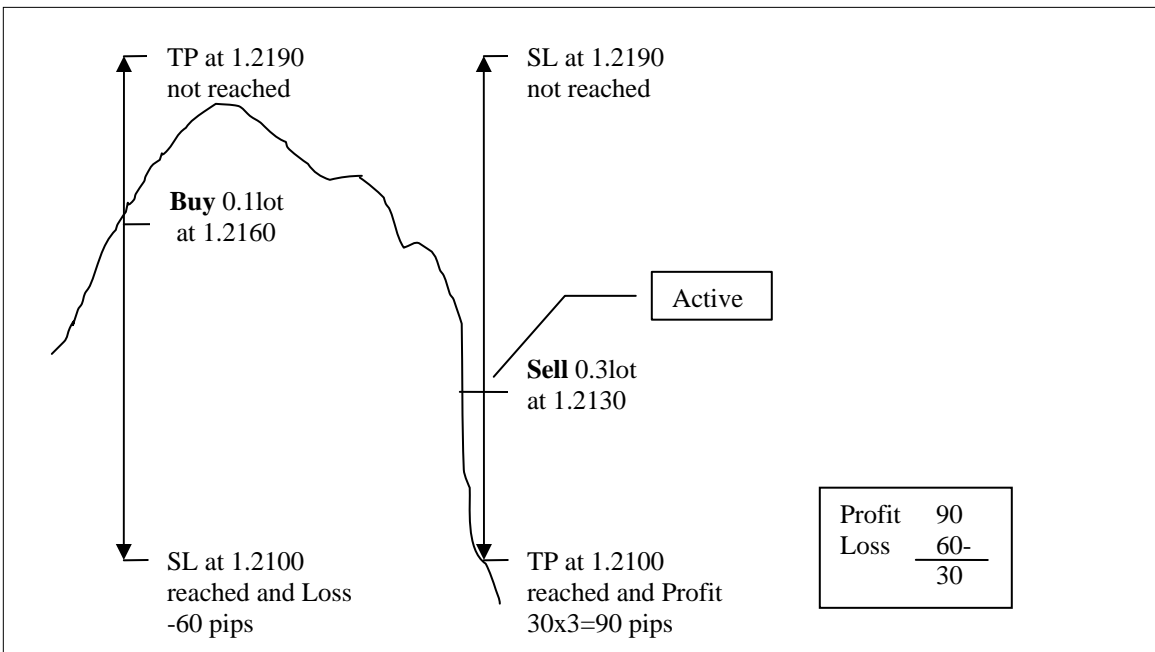 TP at 1.2190
not reached
SL at 1.2190
not reached
Buy 0.1lot
at 1.2160
Active
Sell 0.3lot
at 1.2130
SL at 1.2100
reached and Loss
-60 pips
TP at 1.2100
reached and Profit
30x3=90 pips
Profit 90
Loss 60-
30